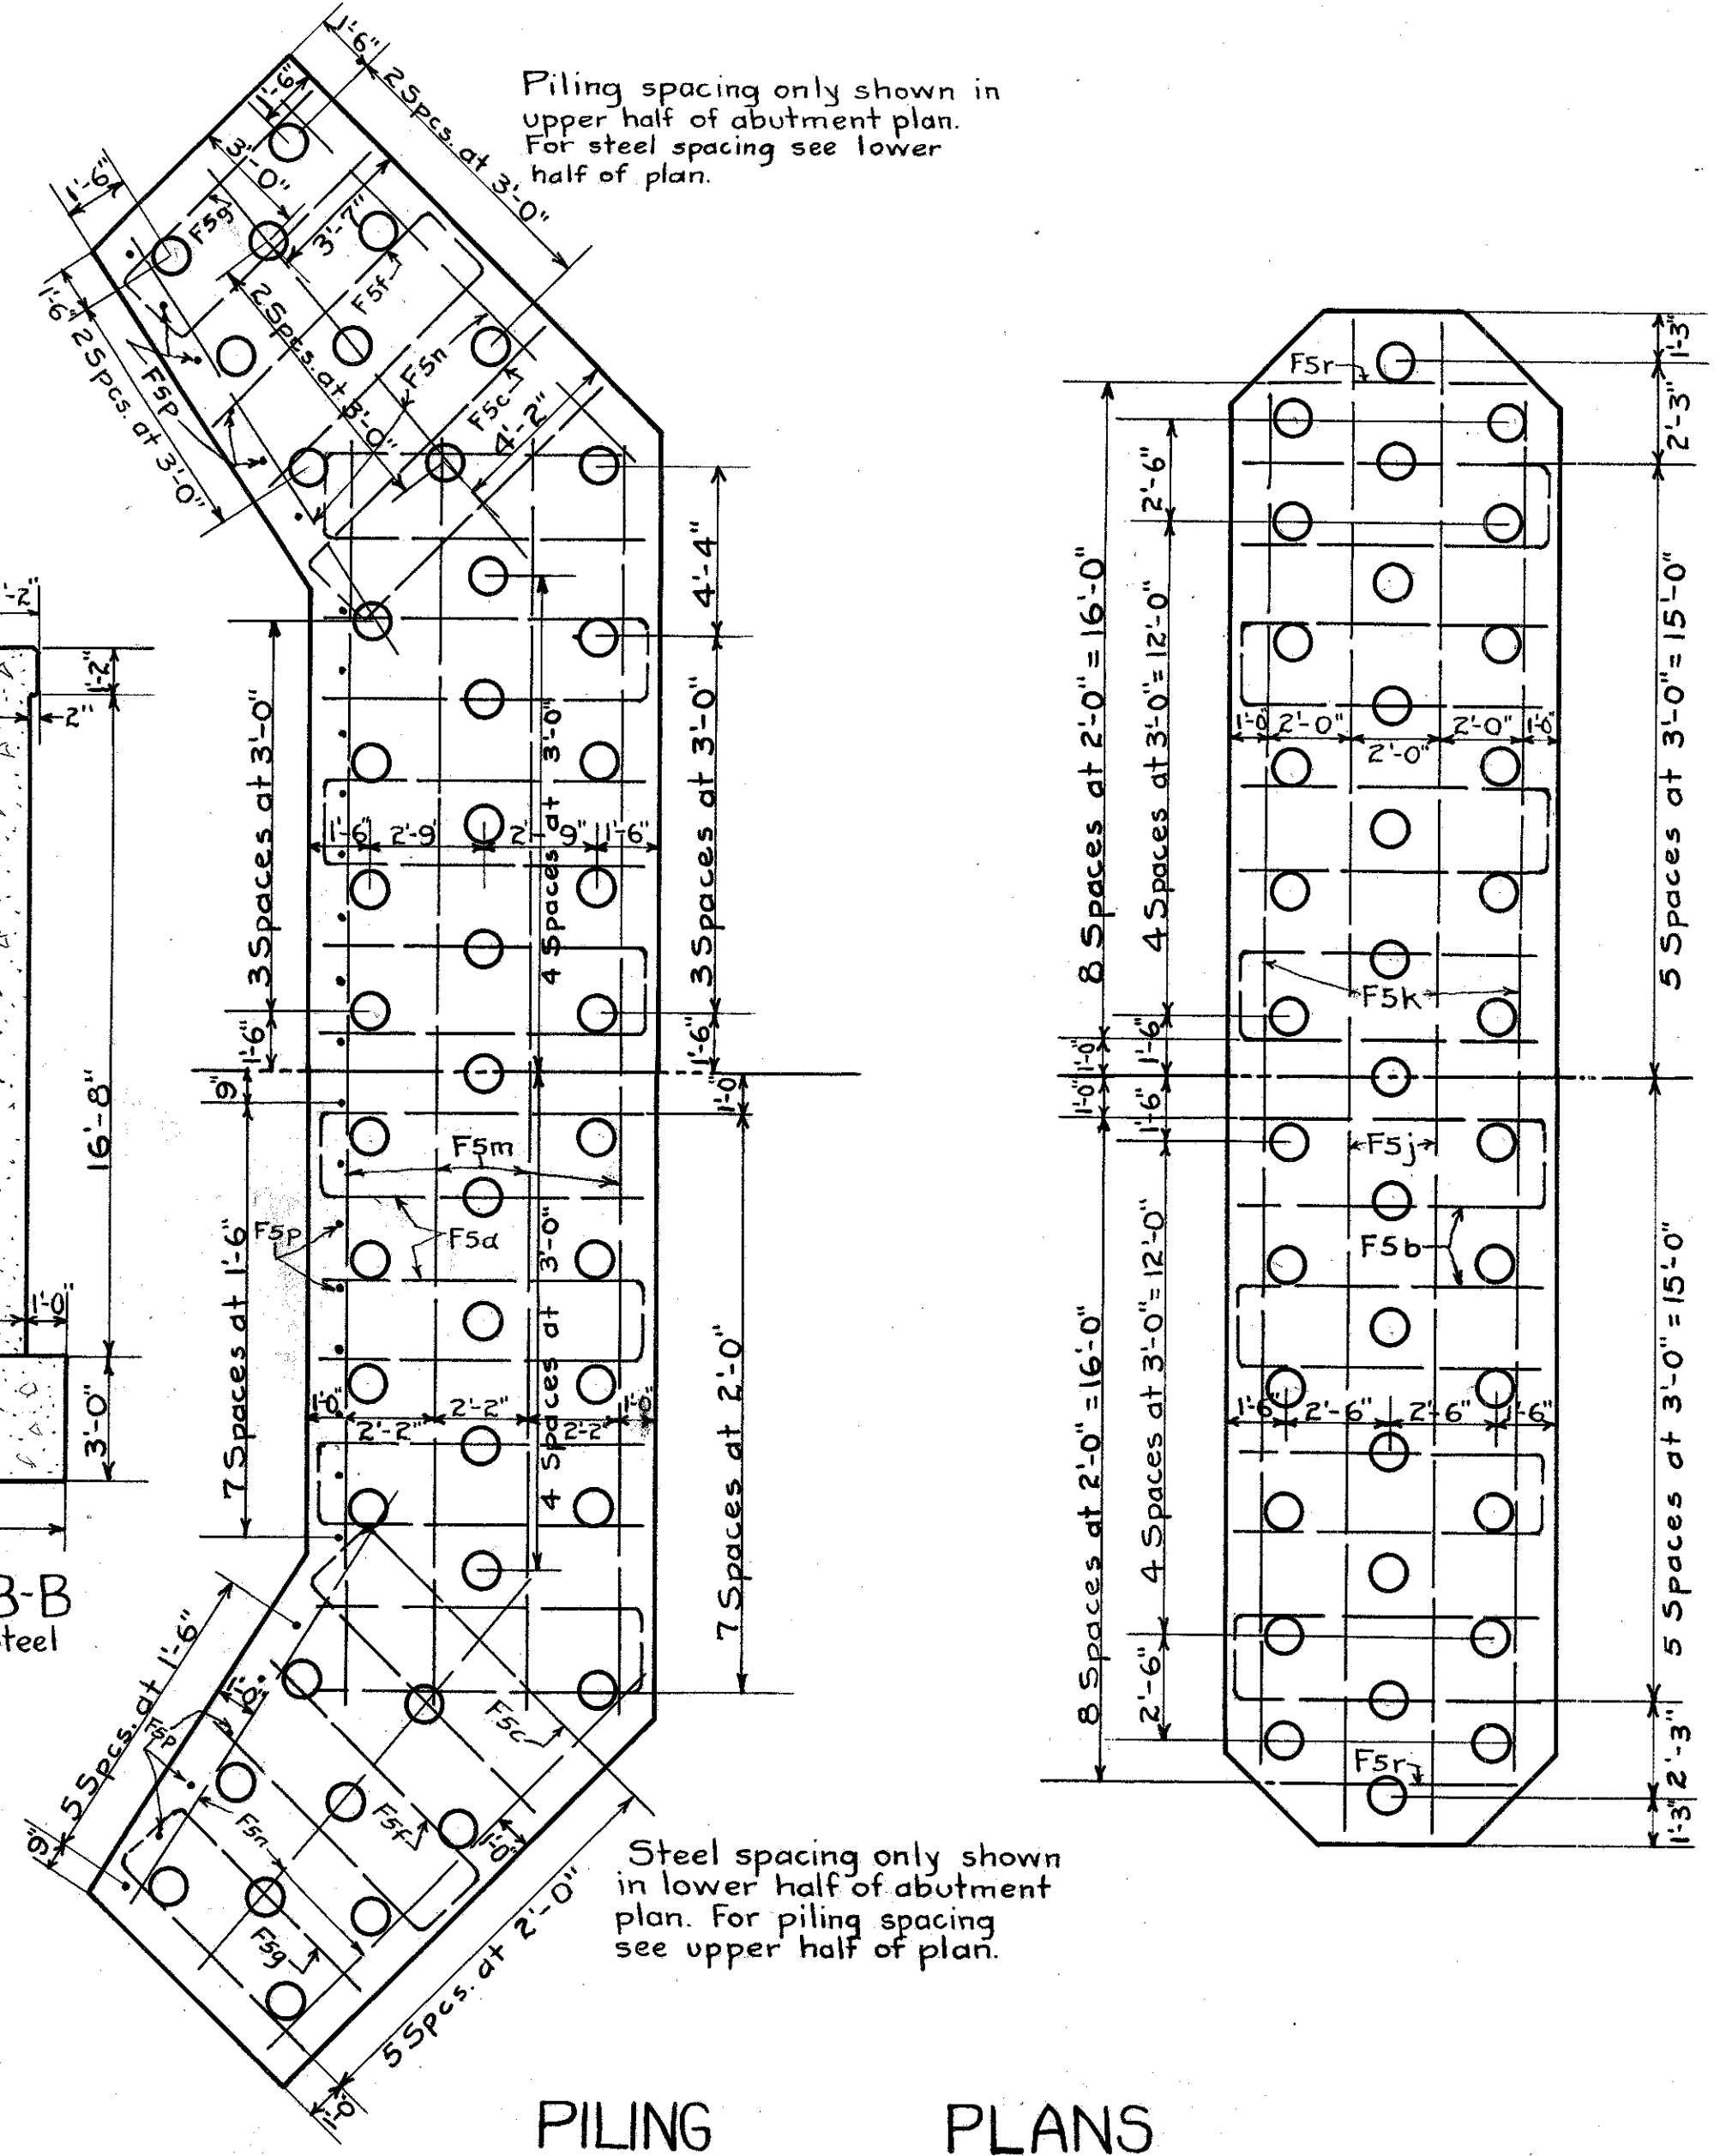 1'-6"
2 Spcs. at 3'-0"
1'-6"
Piling spacing only shown in
upper half of abutment plan.
For steel spacing see lower
half of plan.
3'-0"
1'-6"
F5g
3'-7"
F5f
1'-6"
2 Spcs. at 3'-0"
2 Spcs. at 3'-0"
F5p
F5n
F5c
4'-2"
4'-4"
3 Spaces at 3'-0"
4 Spaces at 3'-0"
3 Spaces at 3'-0"
1'-6"
2'-9
2'-9"
1'-6"
1'-6"
1'-6"
9"
1'-0"
F5m
F5p
F5d
7 Spaces at 1'-6"
4 Spaces at 3'-0"
7 Spaces at 2'-0"
1'-0"
2'-2"
2'-2"
2'-2"
1'-0"
5 Spcs. at 1'-6"
1'-0"
F5p
F5c
9"
F5n
F5f
1'-0"
F5g
5 Spcs. at 2'-0"
1'-0"
Steel spacing only shown
in lower half of abutment
plan. For piling spacing
see upper half of plan.
-2"
1'-2"
2"
16'-8"
1'-0"
3'-0"
B-B
teel
F5r
1'-3"
2'-3"
2'-6"
8 Spaces at 2'-0" = 16'-0"
4 Spaces at 3'-0" = 12'-0"
5 Spaces at 3'-0" = 15'-0"
1'-0"
2'-0"
2'-0"
2'-0"
1'-0"
F5k
1'-0"
1'-6"
1'-0"
1'-6"
F5j
F5b
8 Spaces at 2'-0" = 16'-0"
4 Spaces at 3'-0" = 12'-0"
5 Spaces at 3'-0" = 15'-0"
1'-6"
2'-6"
2'-6"
1'-6"
2'-6"
F5r
2'-3"
1'-3"
PILING PLANS